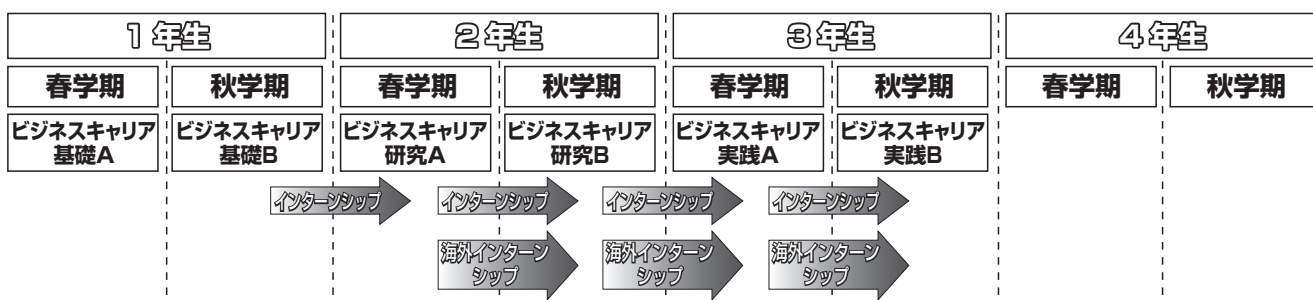 1年生 2年生 3年生 4年生
春学期 秋学期 春学期 秋学期 春学期 秋学期 春学期 秋学期
ビジネスキャリア ビジネスキャリア ビジネスキャリア ビジネスキャリア ビジネスキャリア ビジネスキャリア
基礎A 基礎B 研究A 研究B 実践A 実践B
インターンシップ インターンシップ インターンシップ インターンシップ
海外インターン 海外インターン 海外インターン
シップ シップ シップ